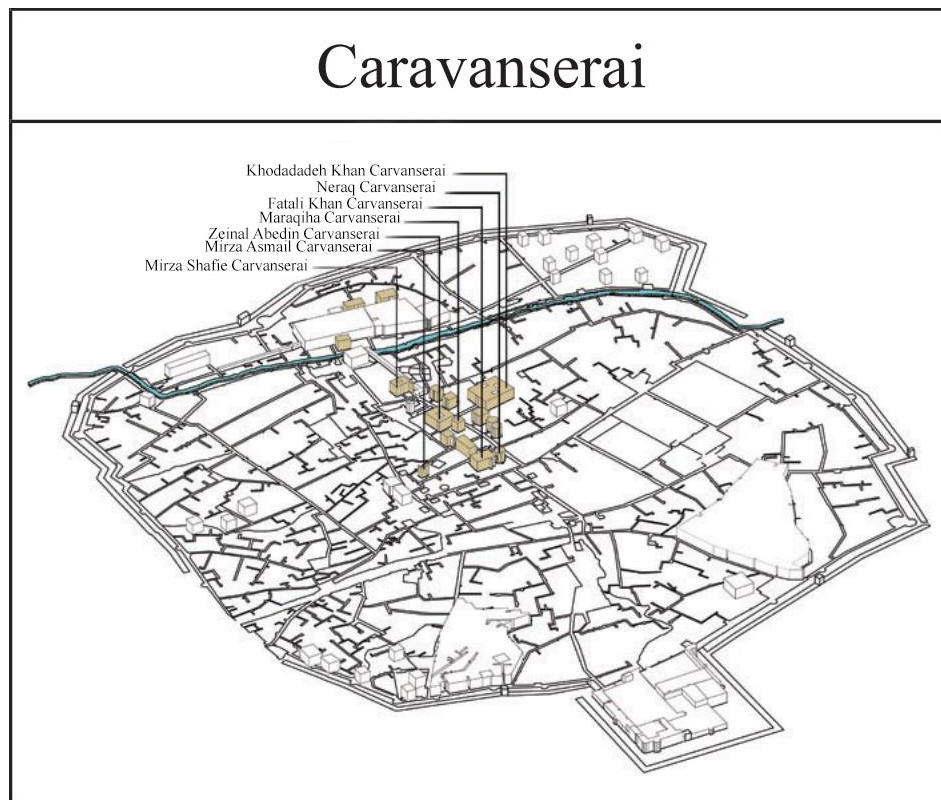 Caravanserai
Khodadadeh Khan Carvanserai
Neraq Carvanserai
Fatali Khan Carvanserai
Maraqiha Carvanserai
Zeinal Abedin Carvanserai
Mirza Asmail Carvanserai
Mirza Shafie Carvanserai